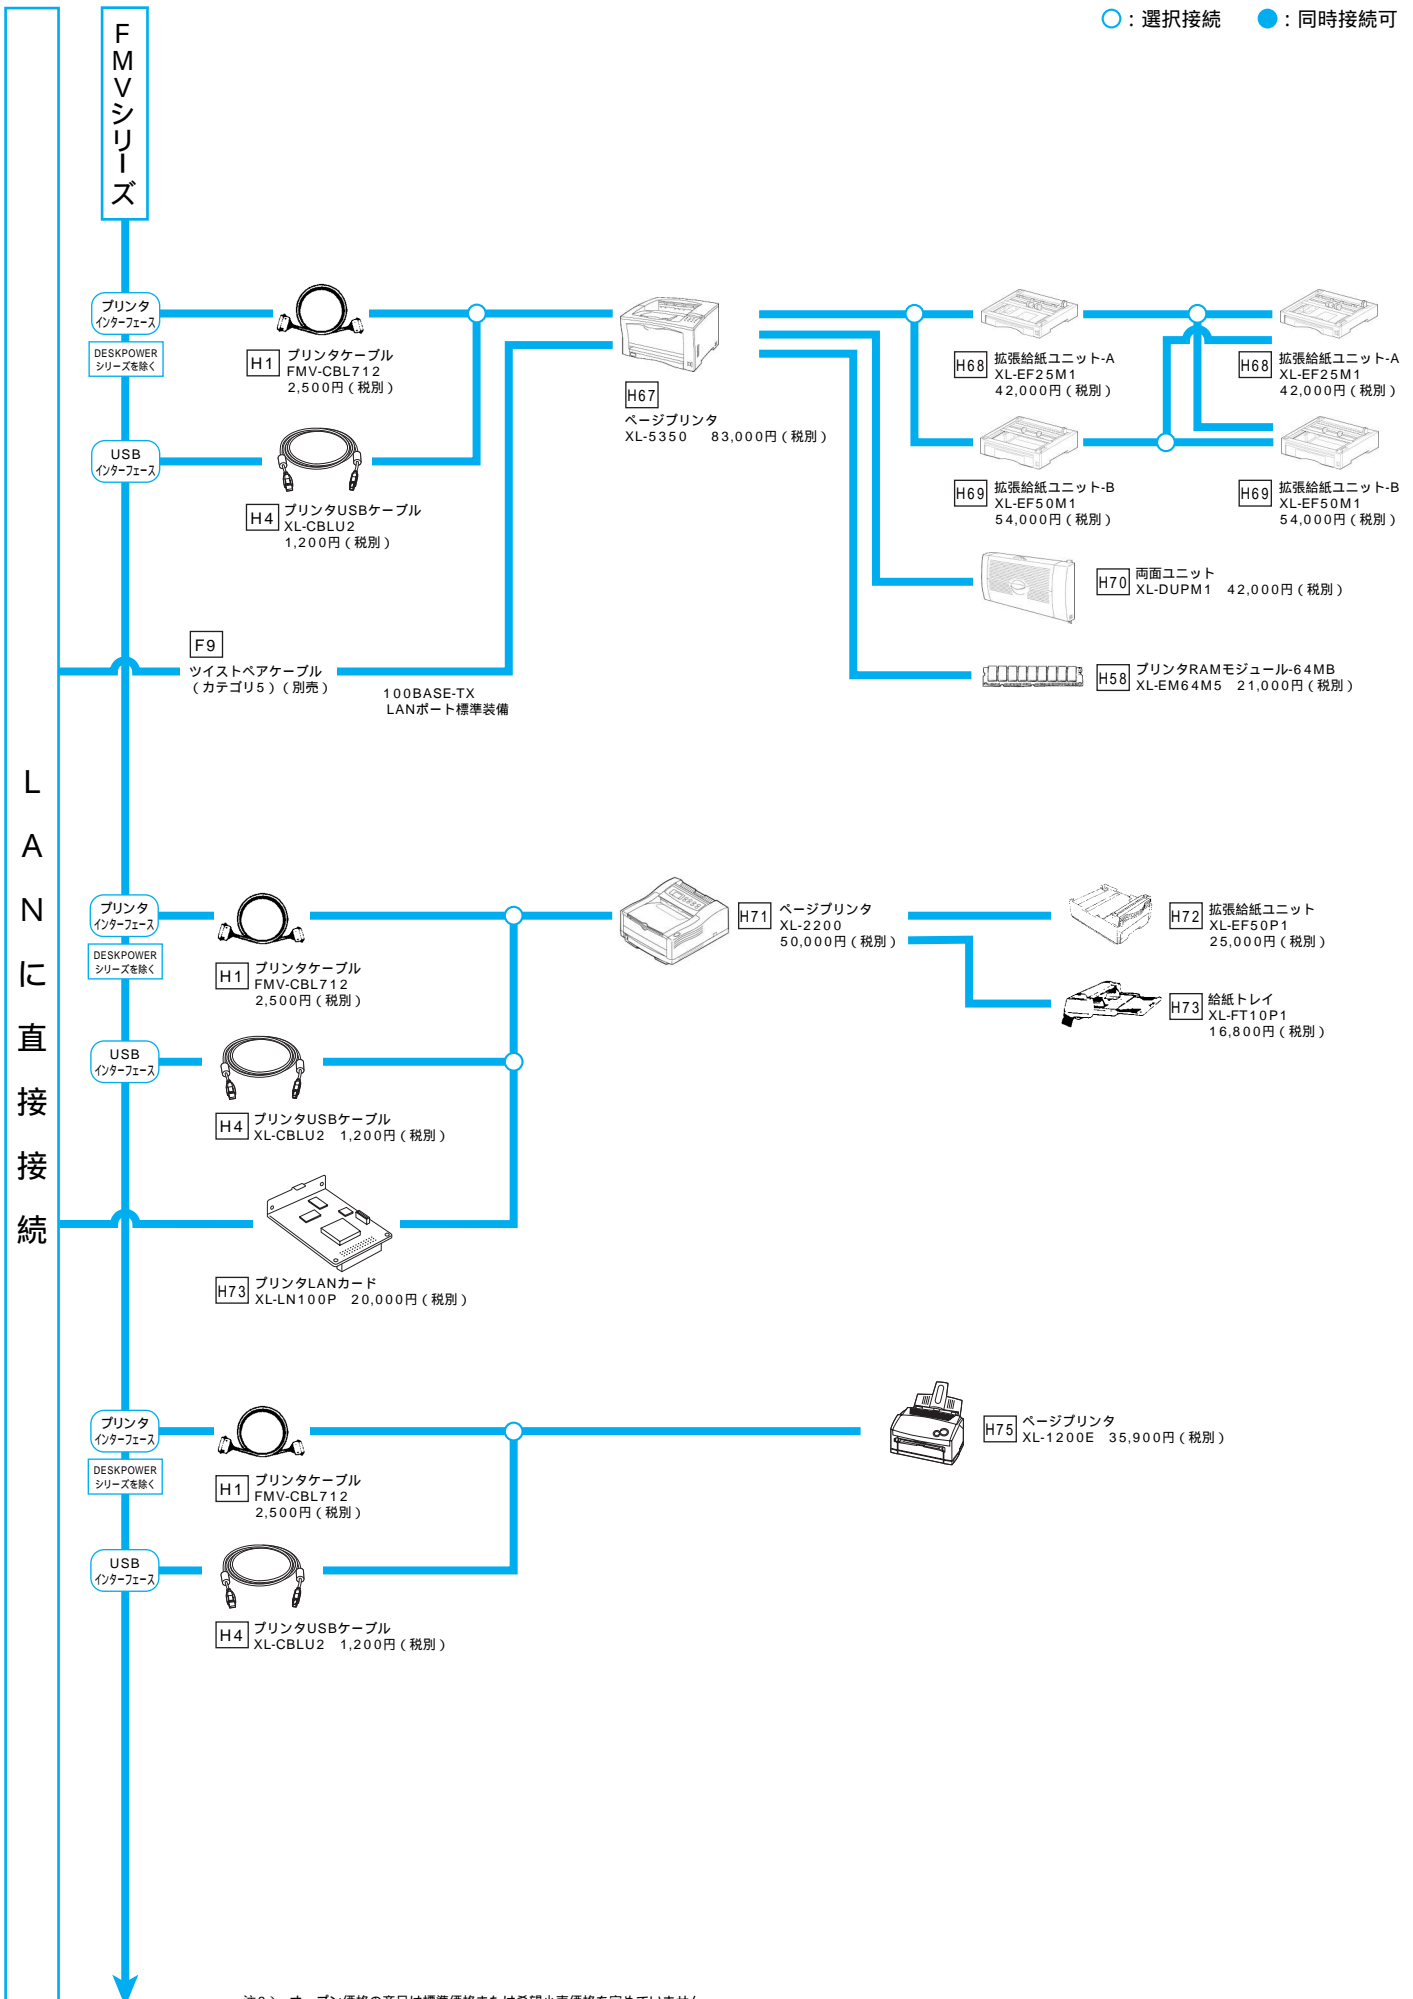 ○：選択接続　●：同時接続可
FMVシリーズ
LANに直接接続
プリンタ
インターフェース
DESKPOWER
シリーズを除く
H1 プリンタケーブル
FMV-CBL712
2,500円（税別）
USB
インターフェース
H4 プリンタUSBケーブル
XL-CBLU2
1,200円（税別）
F9
ツイストペアケーブル
（カテゴリ5）（別売）
100BASE-TX
LANポート標準装備
H67
ページプリンタ
XL-5350　83,000円（税別）
H68 拡張給紙ユニット-A
XL-EF25M1
42,000円（税別）
H68 拡張給紙ユニット-A
XL-EF25M1
42,000円（税別）
H69 拡張給紙ユニット-B
XL-EF50M1
54,000円（税別）
H69 拡張給紙ユニット-B
XL-EF50M1
54,000円（税別）
H70 両面ユニット
XL-DUPM1　42,000円（税別）
H58 プリンタRAMモジュール-64MB
XL-EM64M5　21,000円（税別）
プリンタ
インターフェース
DESKPOWER
シリーズを除く
H1 プリンタケーブル
FMV-CBL712
2,500円（税別）
USB
インターフェース
H4 プリンタUSBケーブル
XL-CBLU2　1,200円（税別）
H73 プリンタLANカード
XL-LN100P　20,000円（税別）
H71 ページプリンタ
XL-2200
50,000円（税別）
H72 拡張給紙ユニット
XL-EF50P1
25,000円（税別）
H73 給紙トレイ
XL-FT10P1
16,800円（税別）
プリンタ
インターフェース
DESKPOWER
シリーズを除く
H1 プリンタケーブル
FMV-CBL712
2,500円（税別）
USB
インターフェース
H4 プリンタUSBケーブル
XL-CBLU2　1,200円（税別）
H75 ページプリンタ
XL-1200E　35,900円（税別）